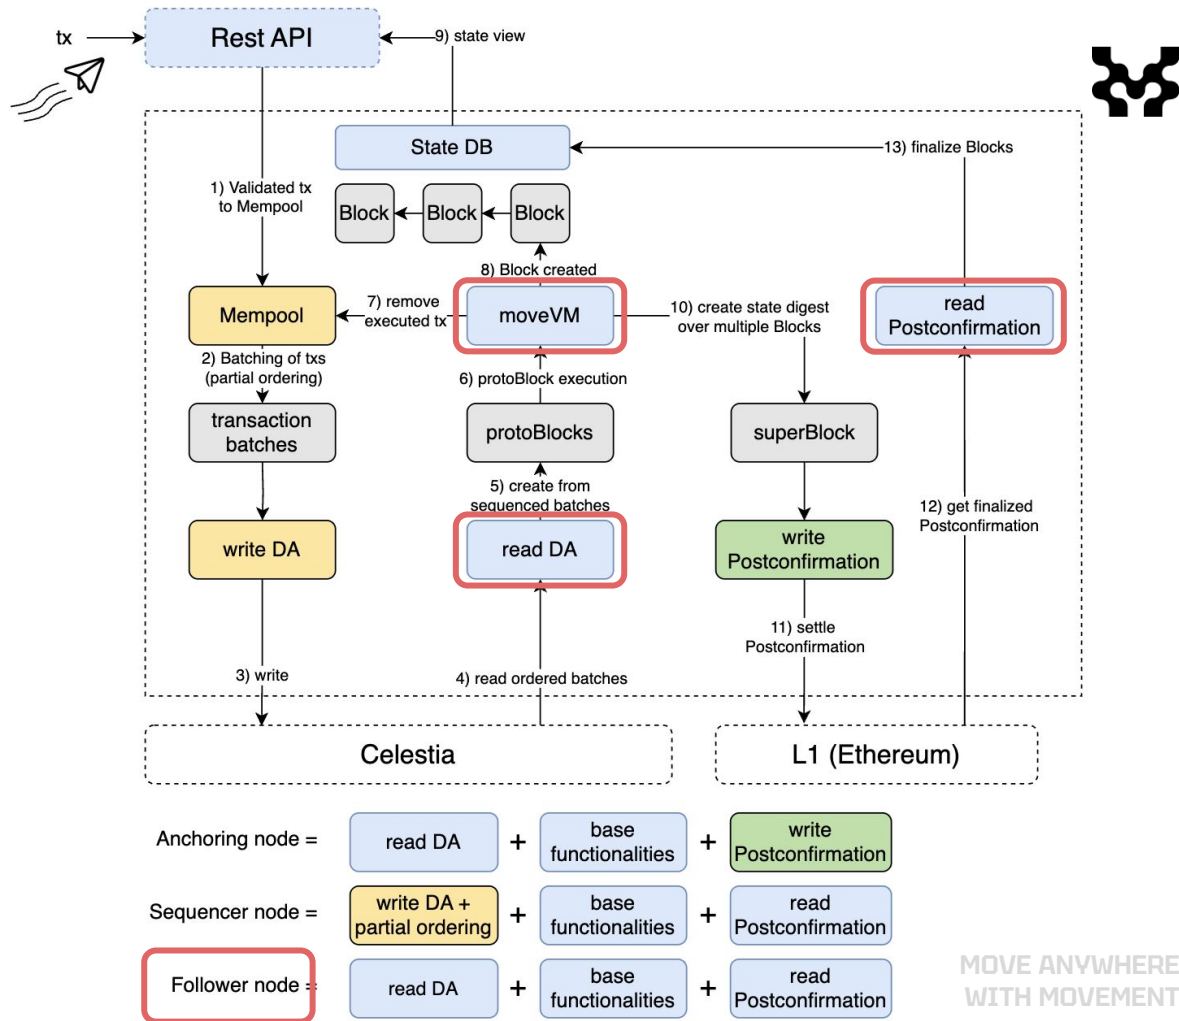 tx
Rest API
9) state view
State DB
13) finalize Blocks
1) Validated tx
to Mempool
Block
Block
Block
8) Block created
Mempool
7) remove
executed tx
moveVM
10) create state digest
over multiple Blocks
read
Postconfirmation
2) Batching of txs
(partial ordering)
6) protoBlock execution
transaction
batches
protoBlocks
superBlock
5) create from
sequenced batches
12) get finalized
Postconfirmation
write DA
read DA
write
Postconfirmation
11) settle
Postconfirmation
3) write
4) read ordered batches
Celestia
L1 (Ethereum)
Anchoring node =
read DA
+
base
functionalities
+
write
Postconfirmation
Sequencer node =
write DA +
partial ordering
+
base
functionalities
+
read
Postconfirmation
Follower node =
read DA
+
base
functionalities
+
read
Postconfirmation
MOVE ANYWHERE
WITH MOVEMENT